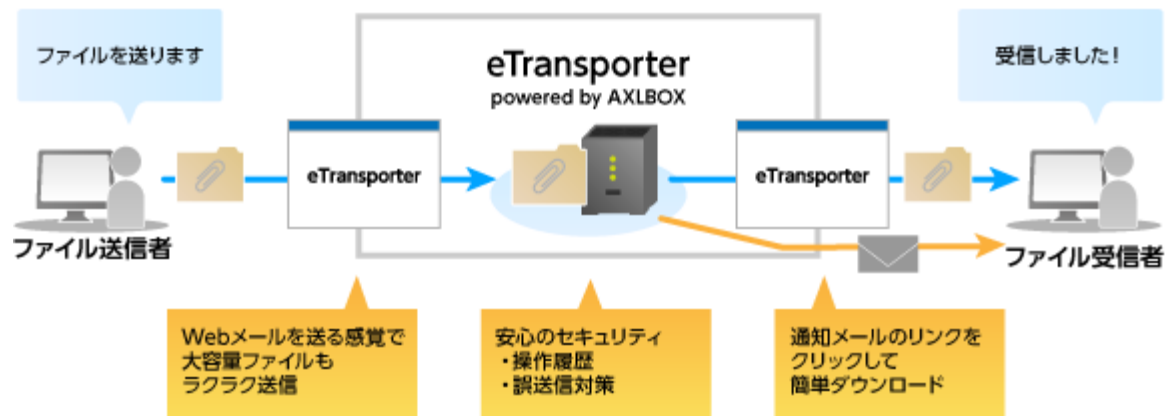 ファイルを送ります
eTransporter
powered by AXLBOX
受信しました!
eTransporter
eTransporter
ファイル送信者
ファイル受信者
Webメールを送る感覚で
大容量ファイルも
ラクラク送信
安心のセキュリティ
・操作履歴
・誤送信対策
通知メールのリンクを
クリックして
簡単ダウンロード